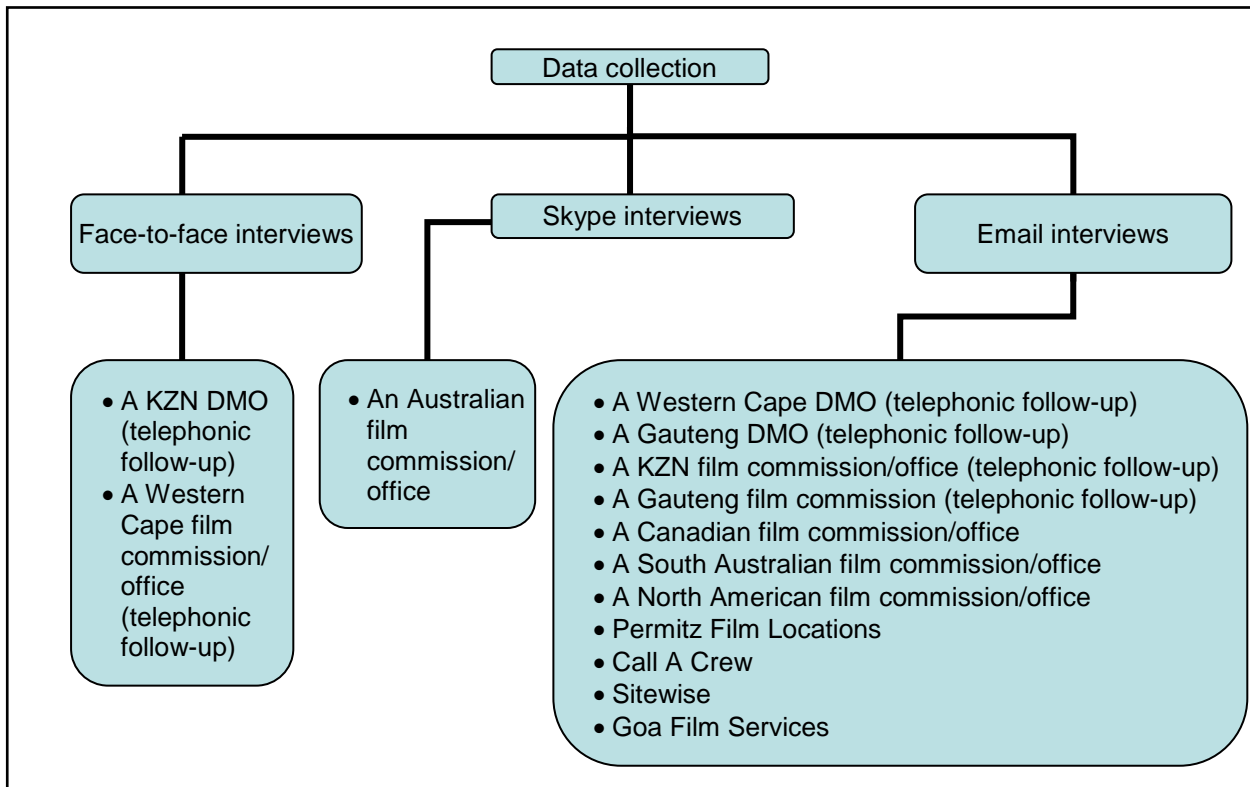 Data collection
Face-to-face interviews
Skype interviews
Email interviews
• A KZN DMO
(telephonic
follow-up)
• A Western
Cape film
commission/
office
(telephonic
follow-up)
• An Australian
film
commission/
office
• A Western Cape DMO (telephonic follow-up)
• A Gauteng DMO (telephonic follow-up)
• A KZN film commission/office (telephonic follow-up)
• A Gauteng film commission (telephonic follow-up)
• A Canadian film commission/office
• A South Australian film commission/office
• A North American film commission/office
• Permitz Film Locations
• Call A Crew
• Sitewise
• Goa Film Services